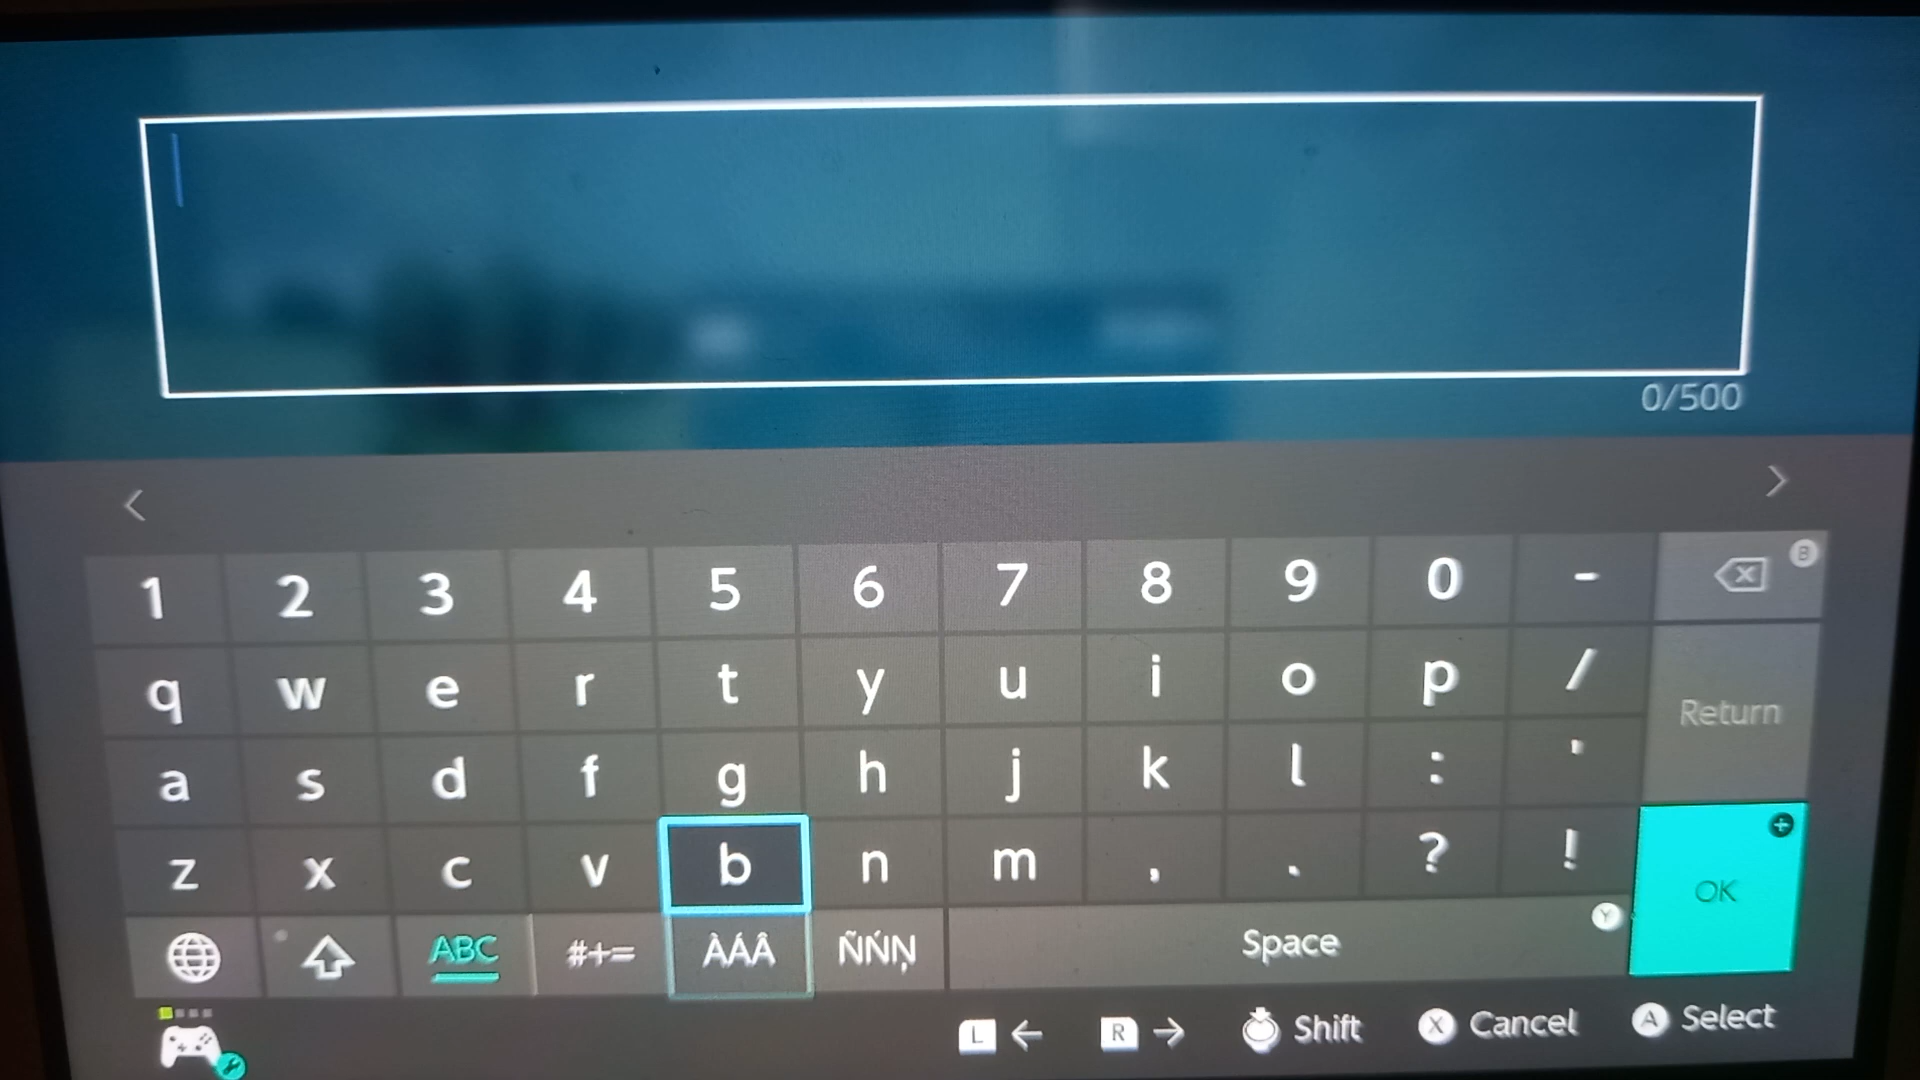 0/500
1 2 3 4 5 6 7 8 9 0 - B
q w e r t y u i o p / Return
a s d f g h j k l : '
z x c v b n m , . ? ! + OK
ABC #+= ÀÁÂ ÑŃŅ Space Y
L ← R → Shift X Cancel A Select